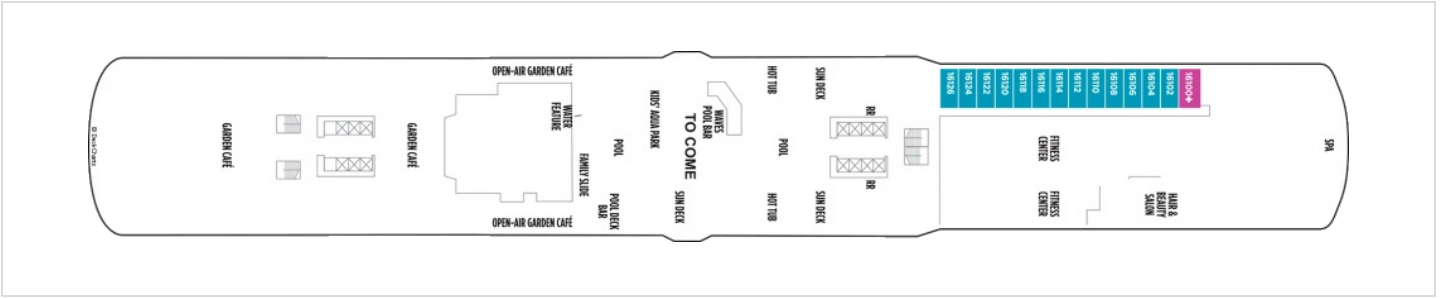 © Deck-Chartz
GARDEN CAFÉ
GARDEN CAFÉ
OPEN-AIR GARDEN CAFÉ
WATER
FEATURE
FAMILY SLIDE
OPEN-AIR GARDEN CAFÉ
POOL
POOL DECK
BAR
KIDS' AQUA PARK
SUN DECK
TO COME
WAVES
POOL BAR
HOT TUB
POOL
HOT TUB
SUN DECK
SUN DECK
RR
RR
16126
16124
16122
16120
16118
16116
16114
16112
16110
16108
16106
16104
16102
16100
FITNESS
CENTER
FITNESS
CENTER
HAIR &
BEAUTY
SALON
SPA